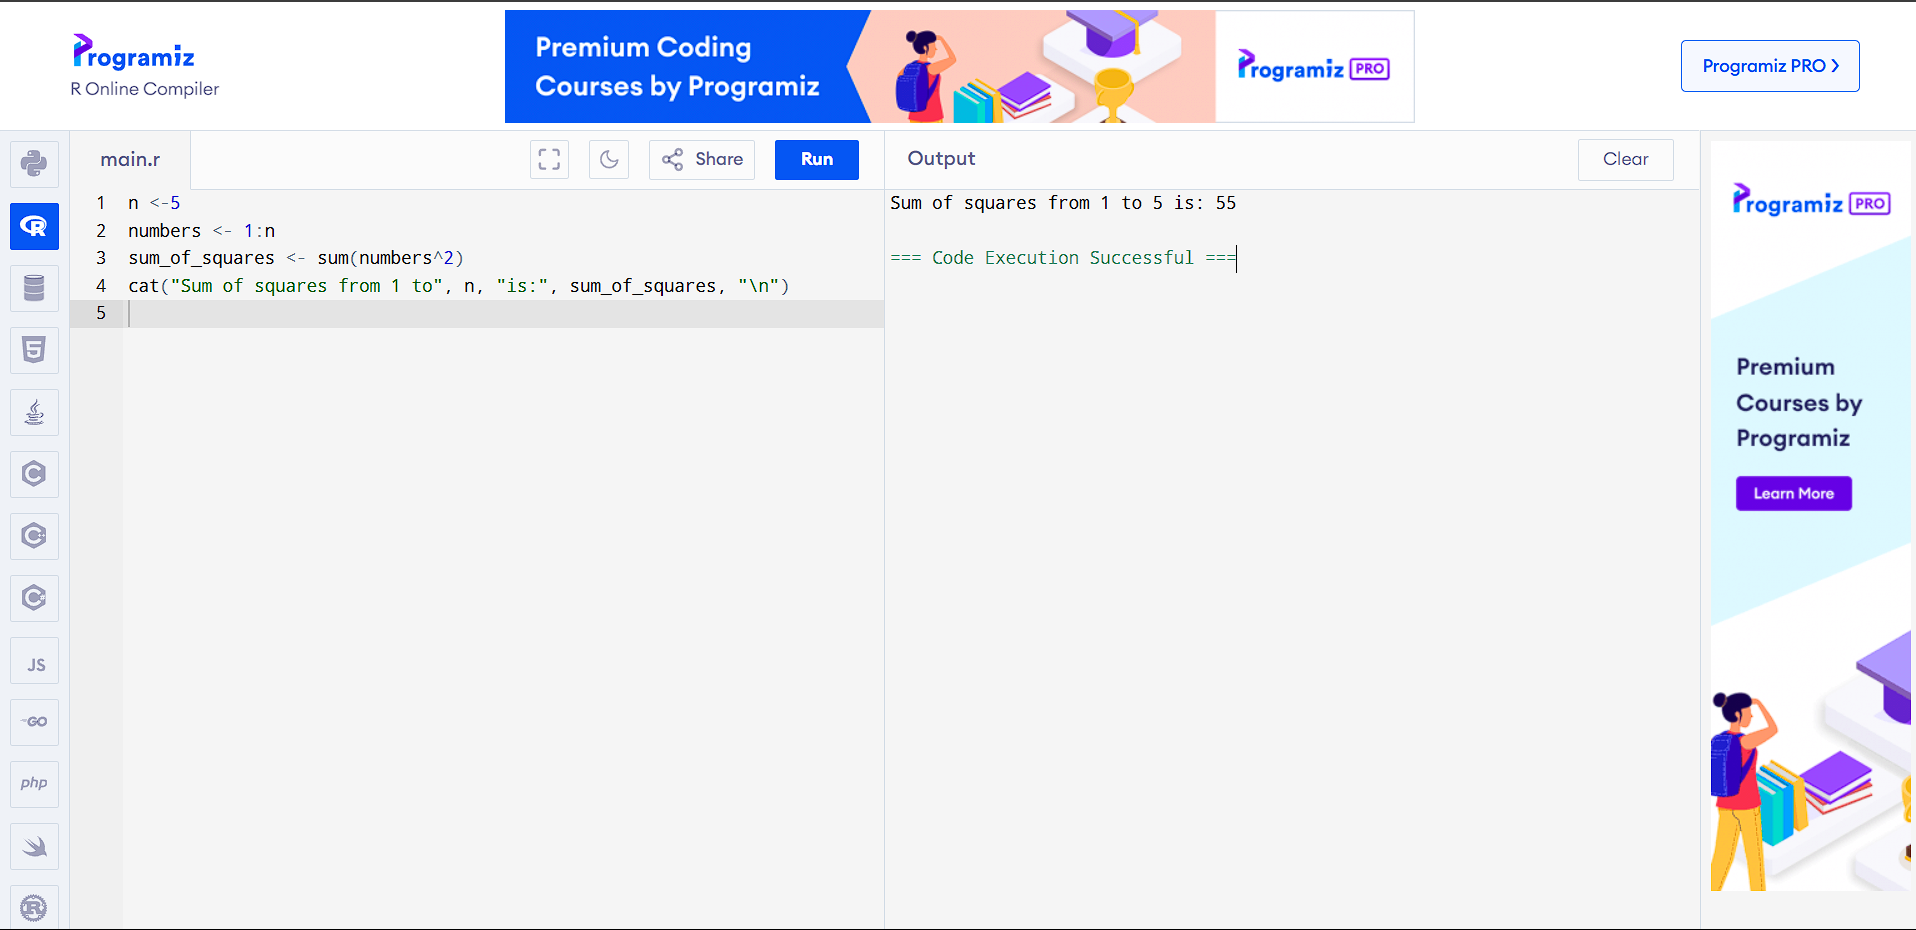 Programiz
R Online Compiler
Premium Coding
Courses by Programiz
Programiz PRO
Programiz PRO >
main.r
Share
Run
Output
Clear
1 n <-5
2 numbers <- 1:n
3 sum_of_squares <- sum(numbers^2)
4 cat("Sum of squares from 1 to", n, "is:", sum_of_squares, "\n")
5
Sum of squares from 1 to 5 is: 55
=== Code Execution Successful ===
Programiz PRO
Premium
Courses by
Programiz
Learn More
R
5
C
C+
C#
JS
GO
php
R